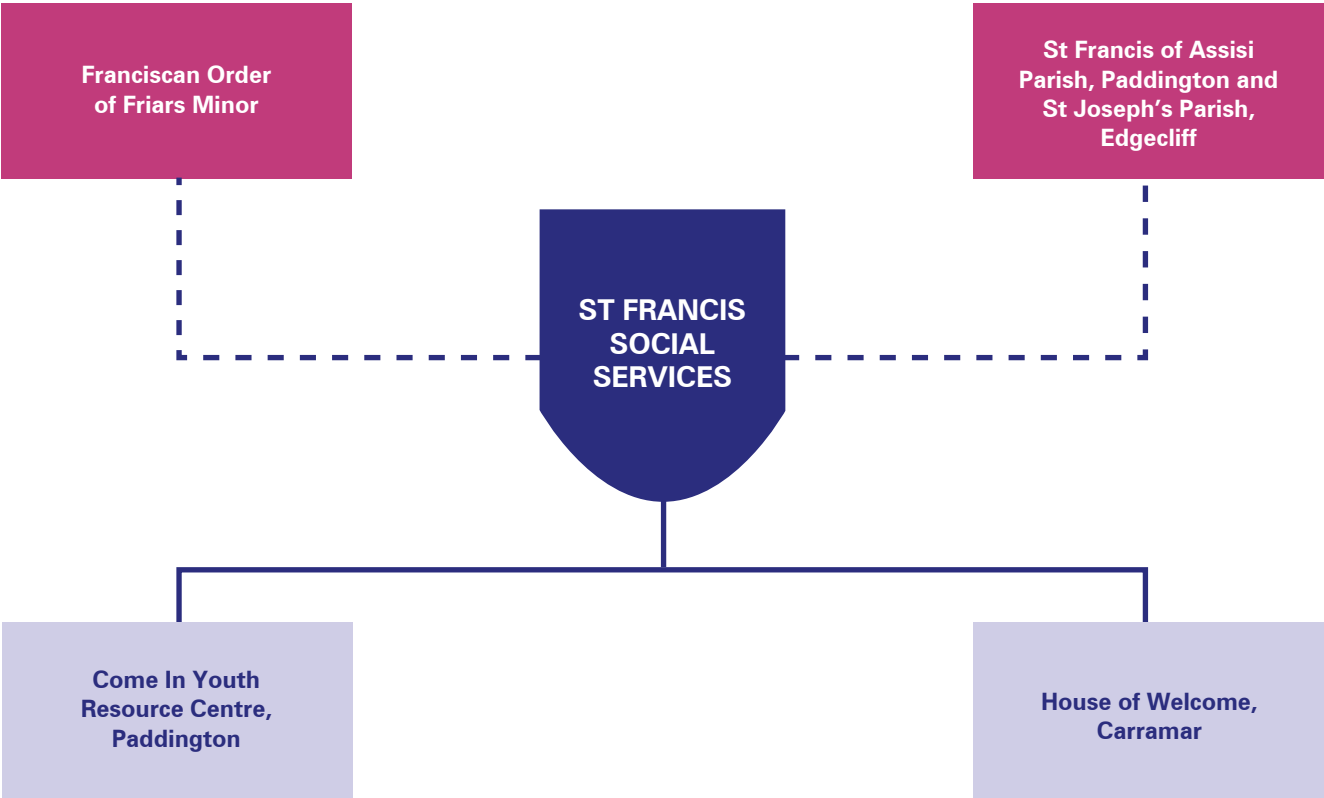 Franciscan Order
of Friars Minor
St Francis of Assisi
Parish, Paddington and
St Joseph’s Parish,
Edgecliff
ST FRANCIS
SOCIAL
SERVICES
Come In Youth
Resource Centre,
Paddington
House of Welcome,
Carramar